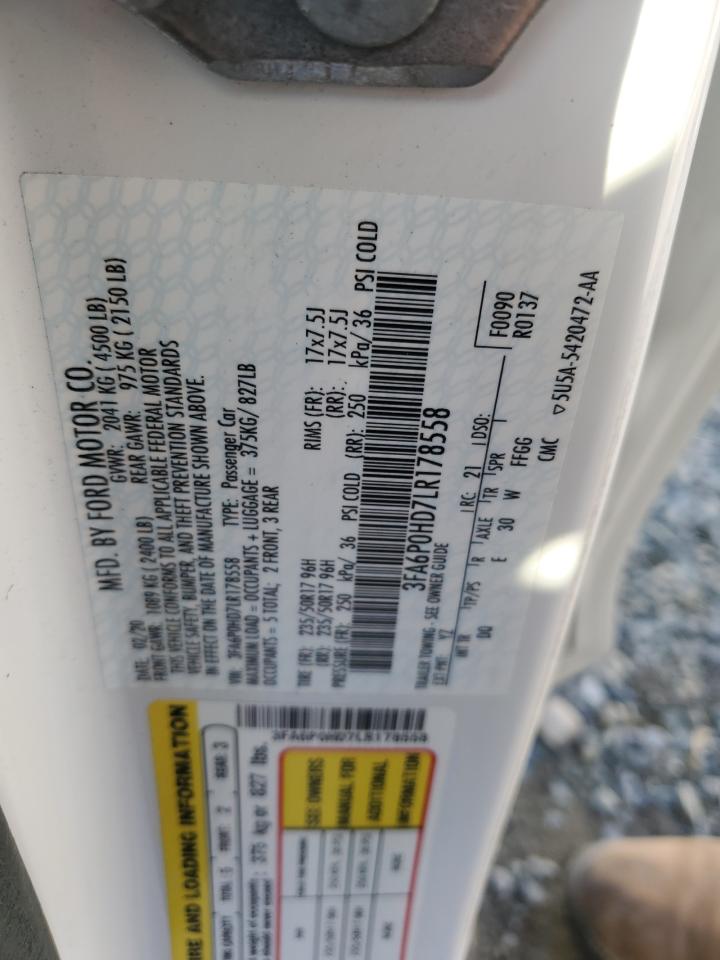 MFD. BY FORD MOTOR CO.
DATE: 02/20 GVWR: 2041 KG ( 4500 LB)
FRONT GAWR: 1089 KG ( 2400 LB) REAR GAWR: 975 KG ( 2150 LB)
THIS VEHICLE CONFORMS TO ALL APPLICABLE FEDERAL MOTOR
VEHICLE SAFETY, BUMPER, AND THEFT PREVENTION STANDARDS
IN EFFECT ON THE DATE OF MANUFACTURE SHOWN ABOVE.
VIN: 3FA6P0HD7LR178558 TYPE: Passenger Car
MAXIMUM LOAD = OCCUPANTS + LUGGAGE = 375KG/ 827LB
OCCUPANTS = 5 TOTAL; 2 FRONT, 3 REAR
TIRE (FR): 235/50R17 96H RIMS (FR): 17x7.5J
(RR): 235/50R17 96H (RR): 17x7.5J
PRESSURE (FR): 250 kPa/ 36 PSI COLD (RR): 250 kPa/ 36 PSI COLD
3FA6P0HD7LR178558
TRAILER TOWING - SEE OWNER GUIDE
EXT PNT: YZ RC: 21 DSO: F0090
R0137
INT TR TP/PS R AXLE TR SPR
DQ E 30 W FFGG
CMC
▽5U5A-5420472-AA
3FA6P0HD7LR178558
TIRE AND LOADING INFORMATION
SEATING CAPACITY TOTAL 5 FRONT 2 REAR 3
: 375 kg or 827 lbs.
SEE OWNERS
MANUAL FOR
ADDITIONAL
INFORMATION